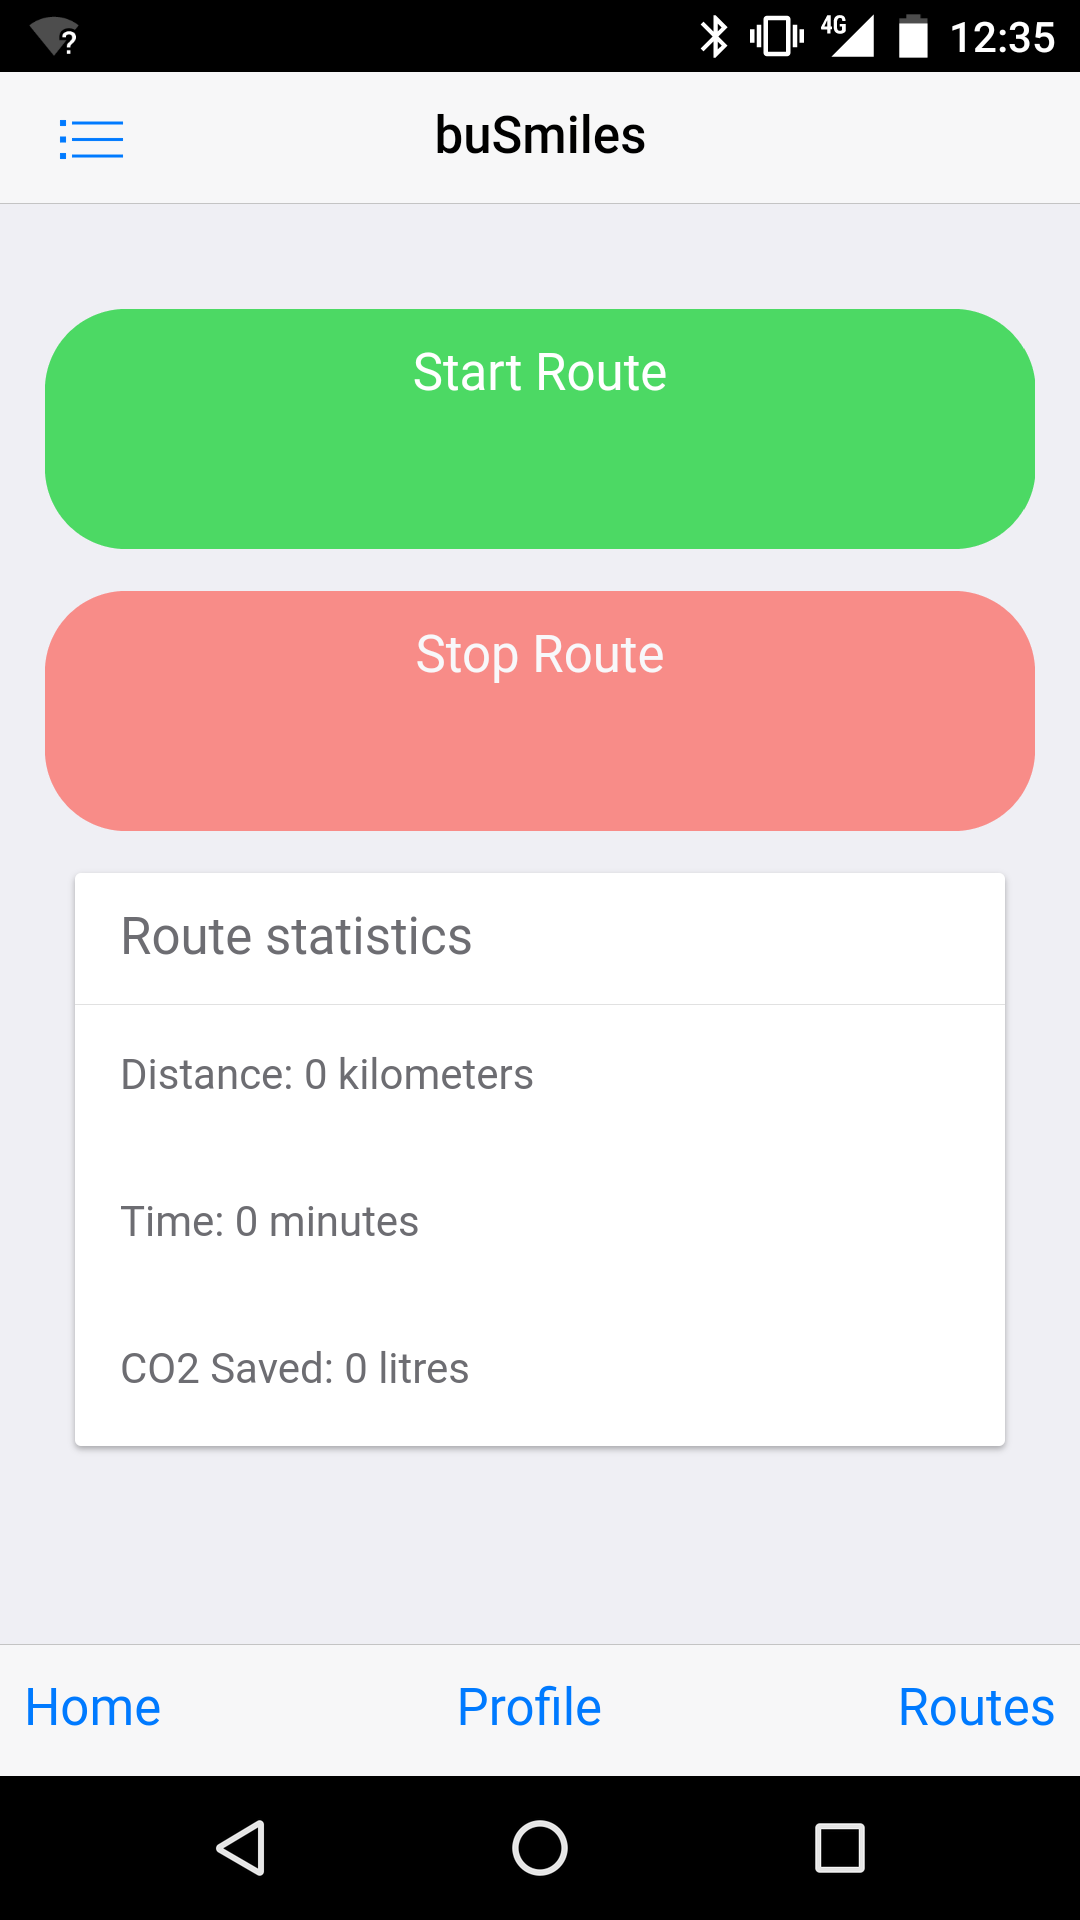 ?
4G
12:35
buSmiles
Start Route
Stop Route
Route statistics
Distance: 0 kilometers
Time: 0 minutes
CO2 Saved: 0 litres
Home Profile Routes